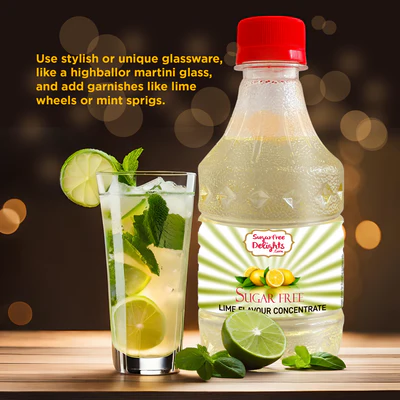 Use stylish or unique glassware,
like a highballor martini glass,
and add garnishes like lime
wheels or mint sprigs.
Sugarfree
Delights
.com
SUGAR FREE
LIME FLAVOUR CONCENTRATE